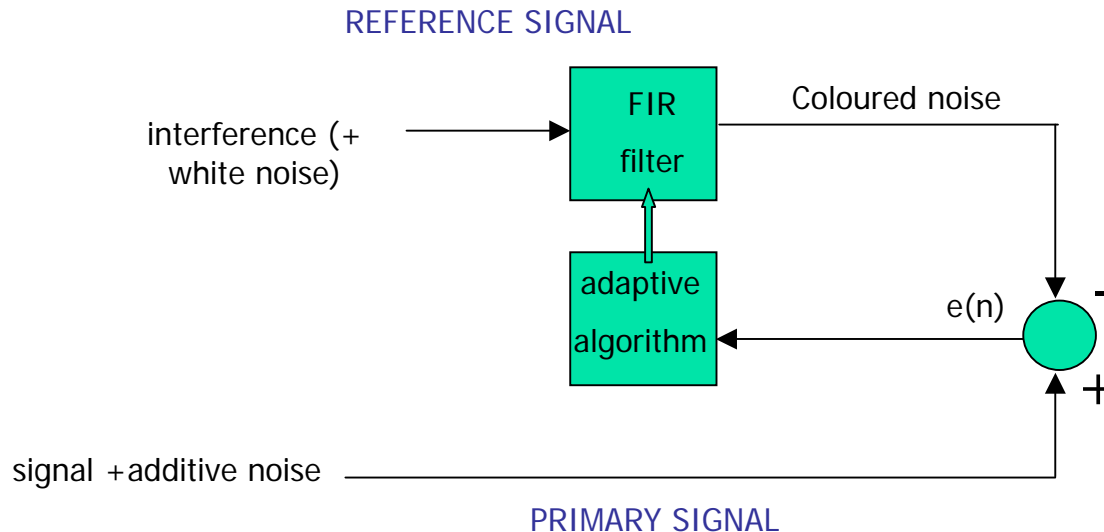 REFERENCE SIGNAL
interference (+
white noise)
FIR
filter
Coloured noise
adaptive
algorithm
e(n)
-
+
signal +additive noise
PRIMARY SIGNAL